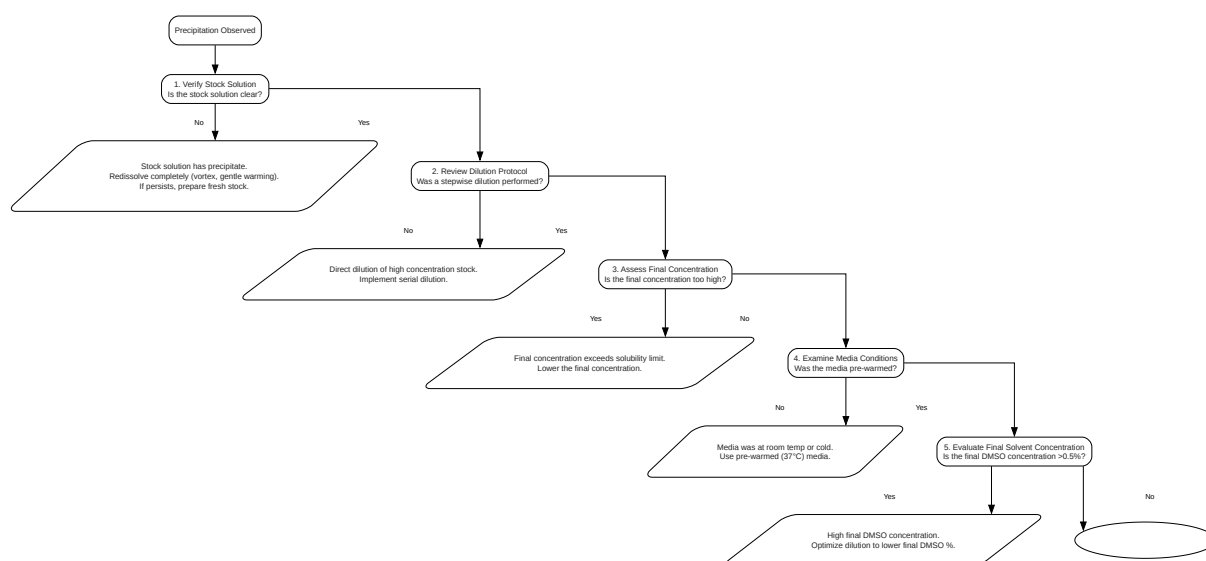 Precipitation Observed
1. Verify Stock Solution
Is the stock solution clear?
No
Yes
Stock solution has precipitate.
Redissolve completely (vortex, gentle warming).
If persists, prepare fresh stock.
2. Review Dilution Protocol
Was a stepwise dilution performed?
No
Yes
Direct dilution of high concentration stock.
Implement serial dilution.
3. Assess Final Concentration
Is the final concentration too high?
Yes
No
Final concentration exceeds solubility limit.
Lower the final concentration.
4. Examine Media Conditions
Was the media pre-warmed?
No
Yes
Media was at room temp or cold.
Use pre-warmed (37°C) media.
5. Evaluate Final Solvent Concentration
Is the final DMSO concentration >0.5%?
Yes
No
High final DMSO concentration.
Optimize dilution to lower final DMSO %.